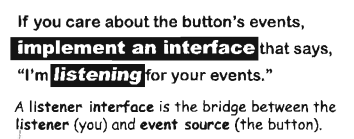 If you care about the button's events,
implement an interface that says,
"I'm listening for your events."
A listener interface is the bridge between the
listener (you) and event source (the button).